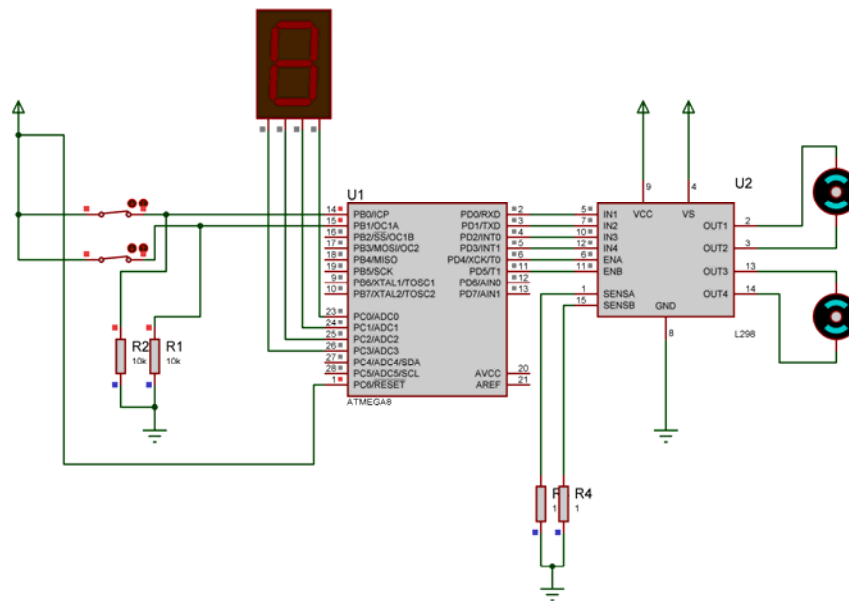 U1
14 PB0/ICP PD0/RXD 2
15 PB1/OC1A PD1/TXD 3
16 PB2/SS/OC1B PD2/INT0 4
17 PB3/MOSI/OC2 PD3/INT1 5
18 PB4/MISO PD4/XCK/T0 6
19 PB5/SCK PD5/T1 11
9 PB6/XTAL1/TOSC1 PD6/AIN0 12
10 PB7/XTAL2/TOSC2 PD7/AIN1 13
23 PC0/ADC0
24 PC1/ADC1
25 PC2/ADC2
26 PC3/ADC3
27 PC4/ADC4/SDA
28 PC5/ADC5/SCL AVCC 20
1 PC6/RESET AREF 21
ATMEGA8
R2
10k
R1
10k
U2
9 4
VCC VS
5 IN1 OUT1 2
7 IN2
10 IN3 OUT2 3
12 IN4
6 ENA OUT3 13
11 ENB
1 SENSA OUT4 14
15 SENSB
GND
8
L298
R
1
R4
1